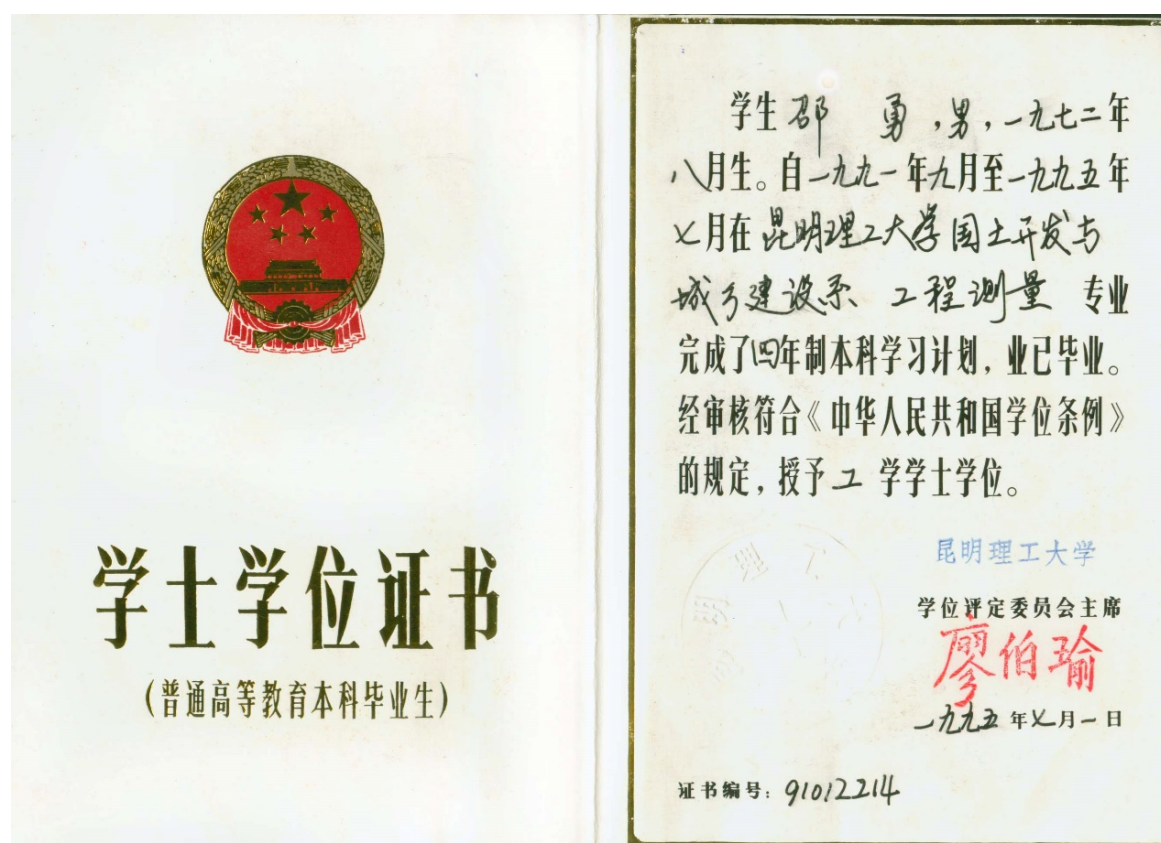 学士学位证书
(普通高等教育本科毕业生)
学生邵 勇,男,一九七二年
八月生。自一九九一年九月至一九九五年
七月在昆明理工大学国土开发与
城乡建设系 工程测量 专业
完成了四年制本科学习计划,业已毕业。
经审核符合《中华人民共和国学位条例》
的规定,授予工 学学士学位。
昆明理工大学
学位评定委员会主席
廖伯瑜
一九九五年七月一日
证书编号:91012214